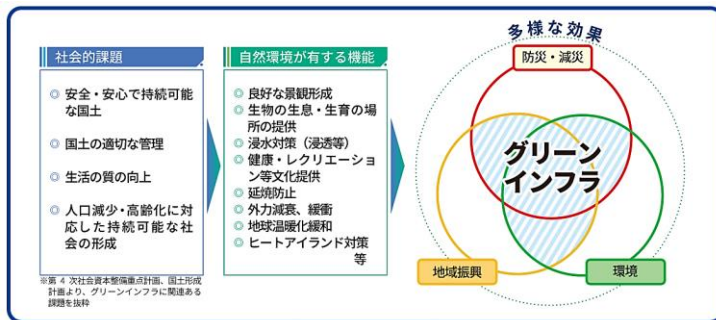 社会的課題
◎ 安全・安心で持続可能
な国土
◎ 国土の適切な管理
◎ 生活の質の向上
◎ 人口減少・高齢化に対
応した持続可能な社
会の形成
※第 4 次社会資本整備重点計画、国土形成
計画より、グリーンインフラに関連ある
課題を抜粋
自然環境が有する機能
◎ 良好な景観形成
◎ 生物の生息・生育の場
所の提供
◎ 浸水対策（浸透等）
◎ 健康・レクリエーショ
ン等文化提供
◎ 延焼防止
◎ 外力減衰、緩衝
◎ 地球温暖化緩和
◎ ヒートアイランド対策
等
多様な効果
防災・減災
グリーン
インフラ
地域振興
環境